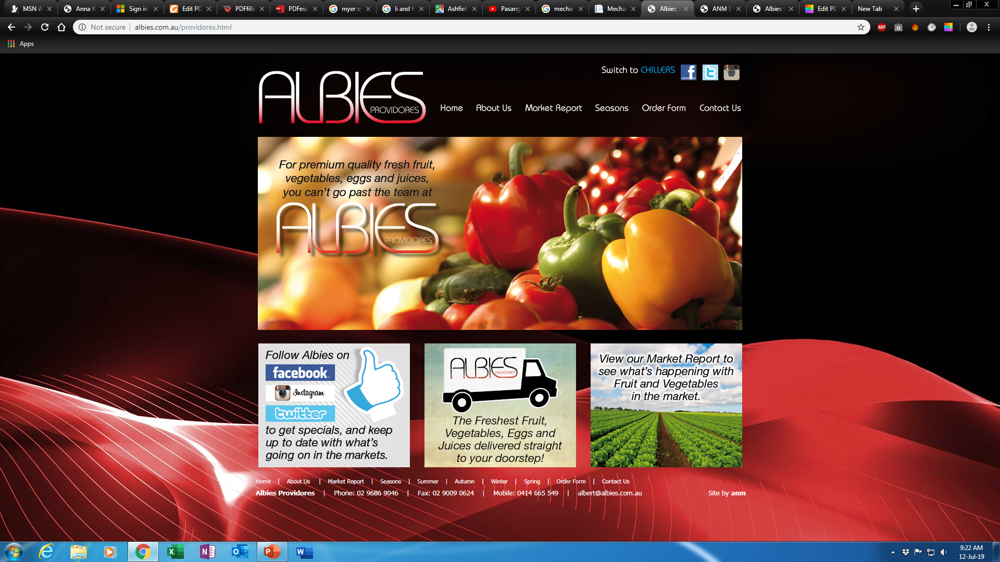 MSN A
Anna K
Sign in
Edit PD
PDFfille
PDFesc
myer sy
li and f
Ashfiel
Pasang
mechar
Mecha
Albies
ANM D
Albies
Edit PD
New Tab
Not secure | albies.com.au/providores.html
ABP
Apps
Switch to CHILLERS
ALBIES
PROVIDORES
Home About Us Market Report Seasons Order Form Contact Us
For premium quality fresh fruit,
vegetables, eggs and juices,
you can't go past the team at
ALBIES
PROVIDORES
Follow Albies on
facebook
Instagram
twitter
to get specials, and keep
up to date with what's
going on in the markets.
ALBIES
PROVIDORES
The Freshest Fruit,
Vegetables, Eggs and
Juices delivered straight
to your doorstep!
View our Market Report to
see what's happening with
Fruit and Vegetables
in the market.
Home | About Us | Market Report | Seasons | Summer | Autumn | Winter | Spring | Order Form | Contact Us
Albies Providores | Phone: 02 9686 9046 | Fax: 02 9009 0624 | Mobile: 0414 665 549 | albert@albies.com.au Site by anm
9:22 AM
12-Jul-19